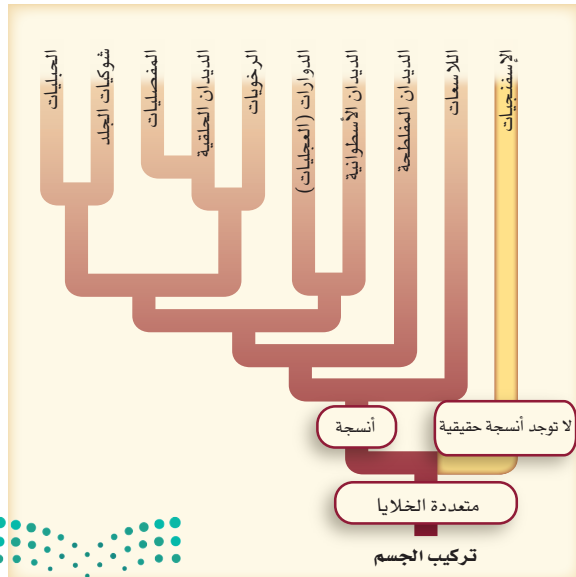 الإسفنجيات
اللاسعات
الديدان المفلطحة
الديدان الأسطوانية
الدوارات (العجليات)
الرخويات
الديدان الحلقية
المفصليات
شوكيات الجلد
الحبليات
لا توجد أنسجة حقيقية
أنسجة
متعددة الخلايا
تركيب الجسم